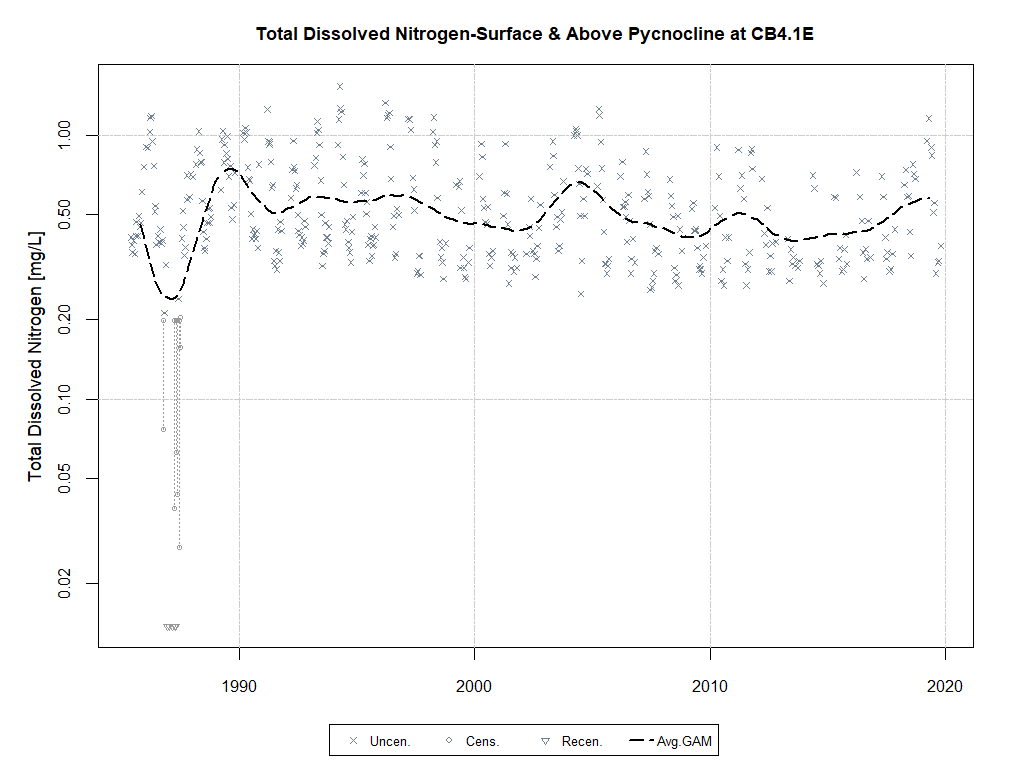 Total Dissolved Nitrogen-Surface & Above Pycnocline at CB4.1E
Total Dissolved Nitrogen [mg/L]
1.00
0.50
0.20
0.10
0.05
0.02
1990 2000 2010 2020
Uncen. Cens. Recen. Avg.GAM